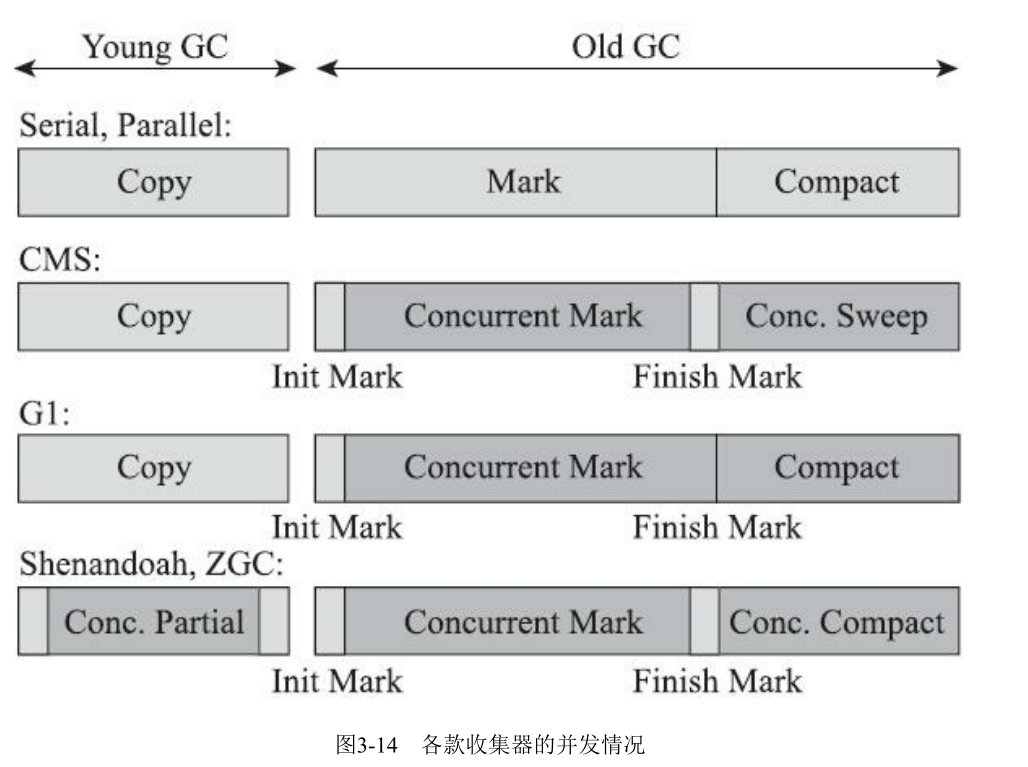 Young GC Old GC
Serial, Parallel:
Copy Mark Compact
CMS:
Copy Concurrent Mark Conc. Sweep
Init Mark Finish Mark
G1:
Copy Concurrent Mark Compact
Init Mark Finish Mark
Shenandoah, ZGC:
Conc. Partial Concurrent Mark Conc. Compact
Init Mark Finish Mark
图3-14 各款收集器的并发情况